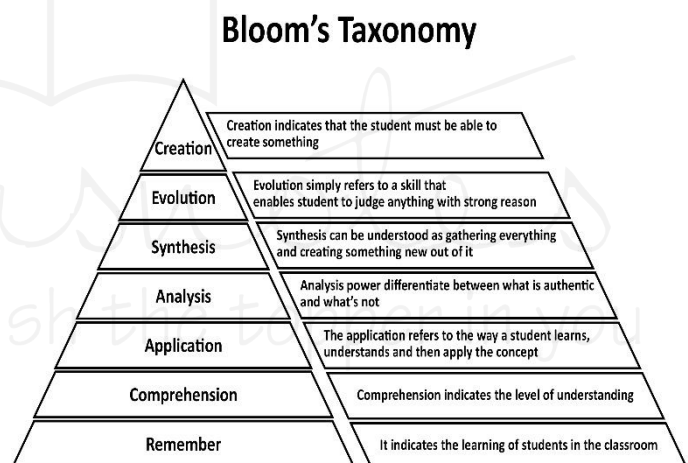 Bloom's Taxonomy
Creation
Creation indicates that the student must be able to
create something
Evolution
Evolution simply refers to a skill that
enables student to judge anything with strong reason
Synthesis
Synthesis can be understood as gathering everything
and creating something new out of it
Analysis
Analysis power differentiate between what is authentic
and what's not
Application
The application refers to the way a student learns,
understands and then apply the concept
Comprehension
Comprehension indicates the level of understanding
Remember
It indicates the learning of students in the classroom